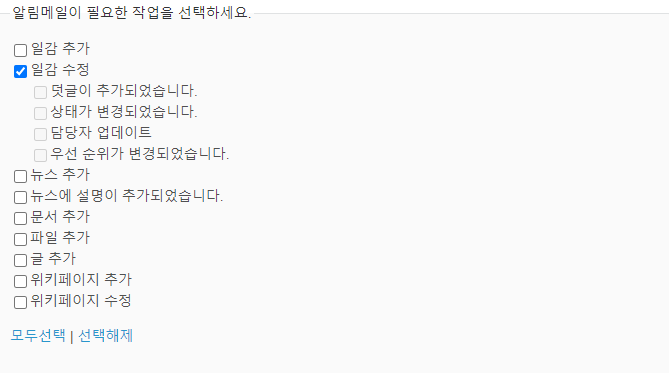 알림메일이 필요한 작업을 선택하세요.
일감 추가
일감 수정
덧글이 추가되었습니다.
상태가 변경되었습니다.
담당자 업데이트
우선 순위가 변경되었습니다.
뉴스 추가
뉴스에 설명이 추가되었습니다.
문서 추가
파일 추가
글 추가
위키페이지 추가
위키페이지 수정
모두선택 | 선택해제